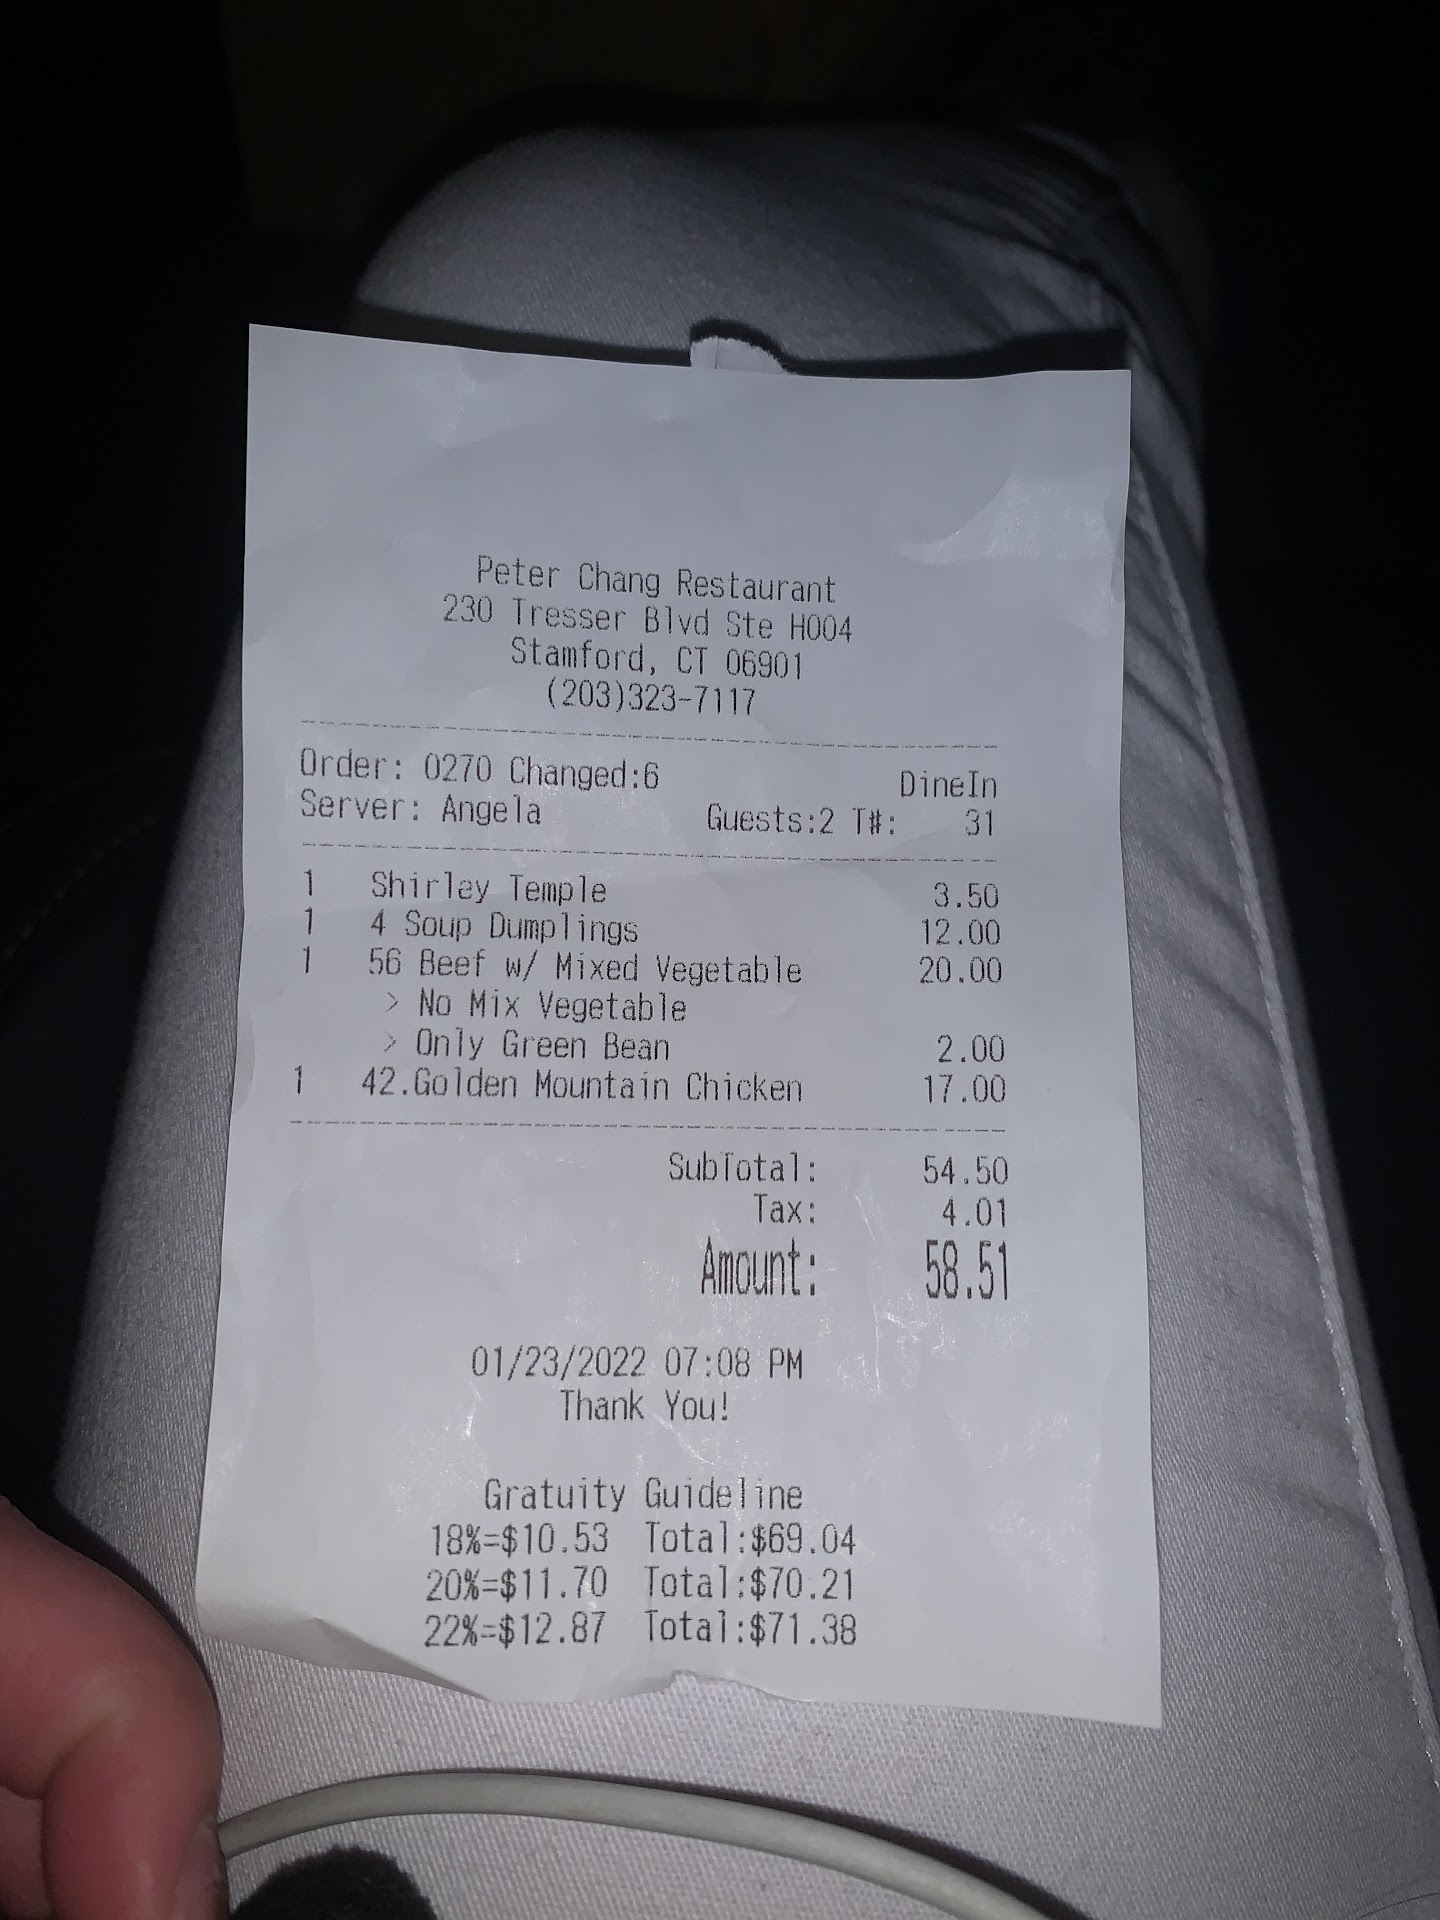 Peter Chang Restaurant
230 Tresser Blvd Ste H004
Stamford, CT 06901
(203)323-7117
Order: 0270 Changed:6 DineIn
Server: Angela Guests:2 T#: 31
1 Shirley Temple 3.50
1 4 Soup Dumplings 12.00
1 56 Beef w/ Mixed Vegetable 20.00
> No Mix Vegetable
> Only Green Bean 2.00
1 42.Golden Mountain Chicken 17.00
SubTotal: 54.50
Tax: 4.01
Amount: 58.51
01/23/2022 07:08 PM
Thank You!
Gratuity Guideline
18%=$10.53 Total:$69.04
20%=$11.70 Total:$70.21
22%=$12.87 Total:$71.38